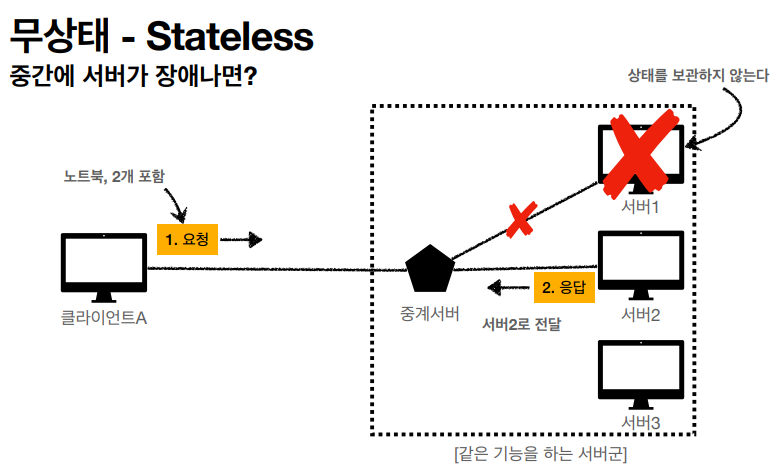 무상태 - Stateless
중간에 서버가 장애나면?
상태를 보관하지 않는다
노트북, 2개 포함
1. 요청
서버1
클라이언트A
중계서버
2. 응답
서버2로 전달
서버2
서버3
[같은 기능을 하는 서버군]